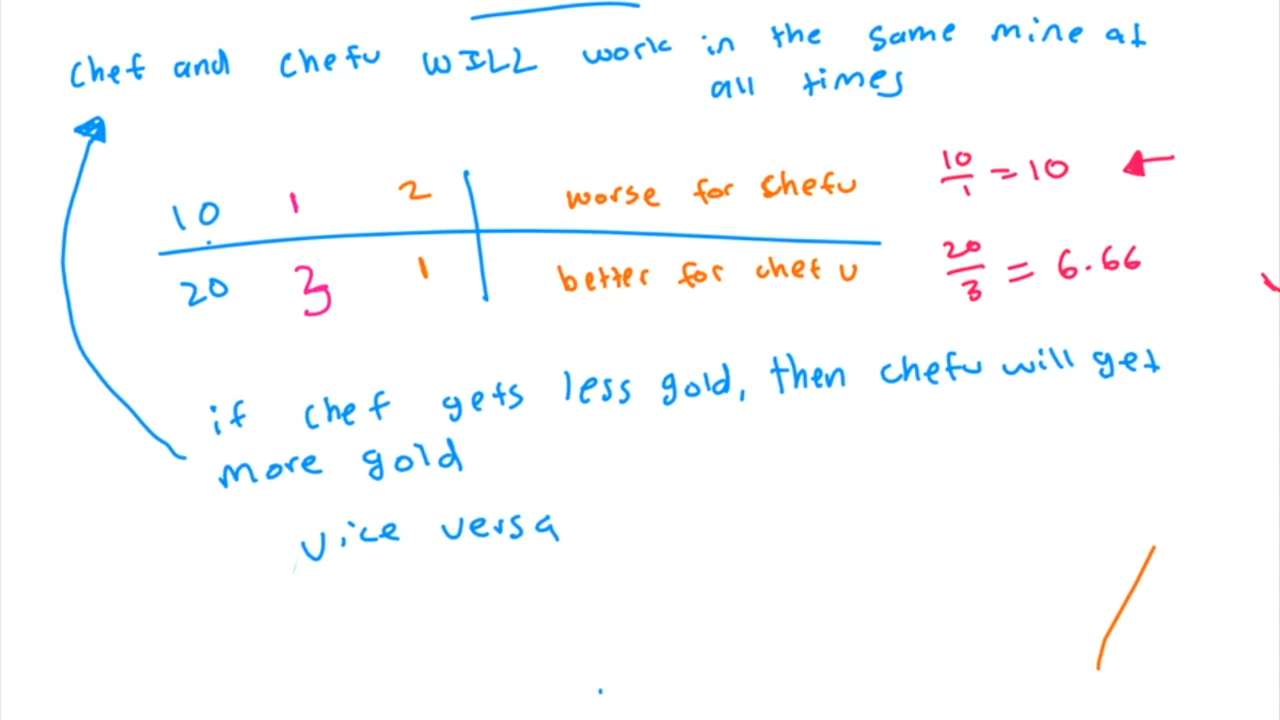 chef and chefu WILL work in the same mine at
all times
10 1 2 worse for shefu 10/1 = 10
20 3 1 better for chef u 20/3 = 6.66
if chef gets less gold, then chefu will get
more gold
vice versa